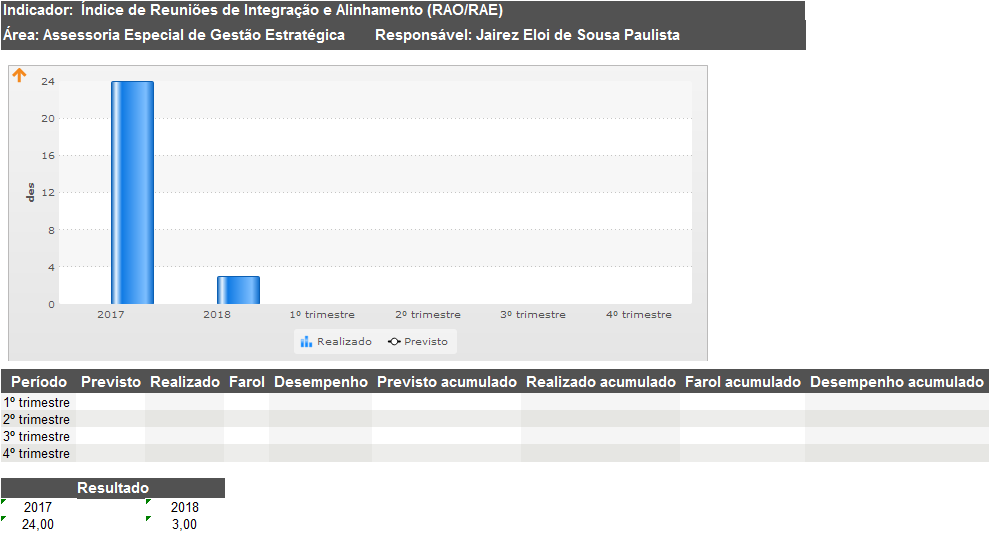 Indicador: Índice de Reuniões de Integração e Alinhamento (RAO/RAE)
Área: Assessoria Especial de Gestão Estratégica Responsável: Jairez Eloi de Sousa Paulista
24
20
16
12
8
4
0
des
2017 2018 1º trimestre 2º trimestre 3º trimestre 4º trimestre
Realizado Previsto
Período Previsto Realizado Farol Desempenho Previsto acumulado Realizado acumulado Farol acumulado Desempenho acumulado
1º trimestre
2º trimestre
3º trimestre
4º trimestre
Resultado
2017 2018
24,00 3,00